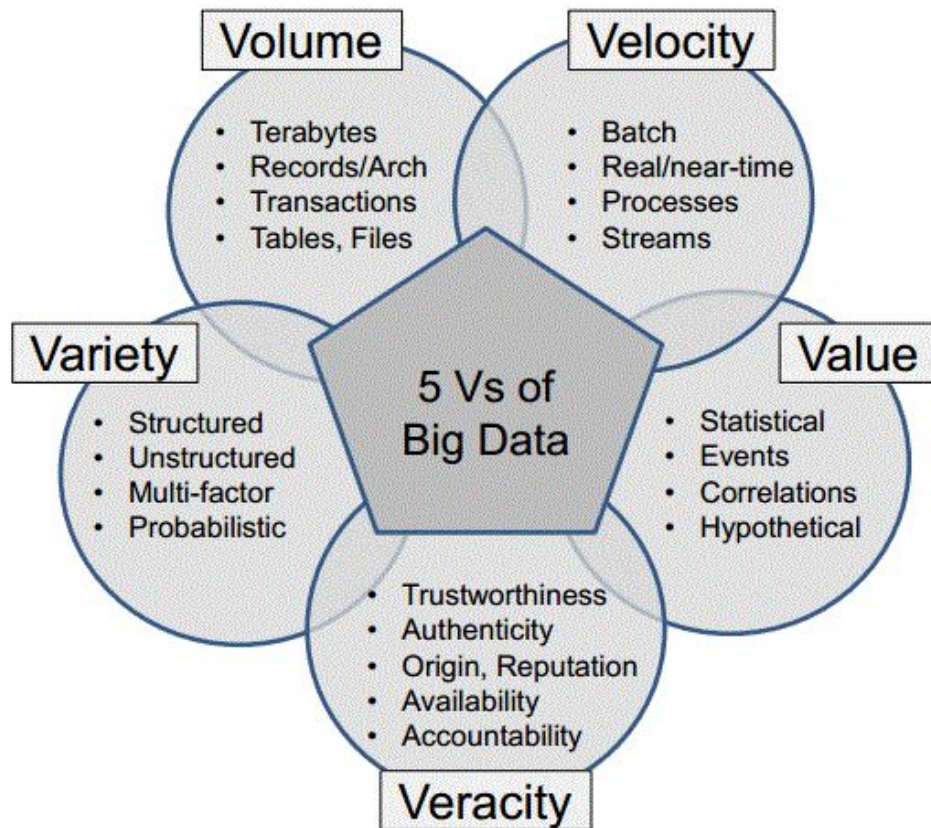 Volume
• Terabytes
• Records/Arch
• Transactions
• Tables, Files
Velocity
• Batch
• Real/near-time
• Processes
• Streams
Variety
• Structured
• Unstructured
• Multi-factor
• Probabilistic
5 Vs of
Big Data
Value
• Statistical
• Events
• Correlations
• Hypothetical
• Trustworthiness
• Authenticity
• Origin, Reputation
• Availability
• Accountability
Veracity